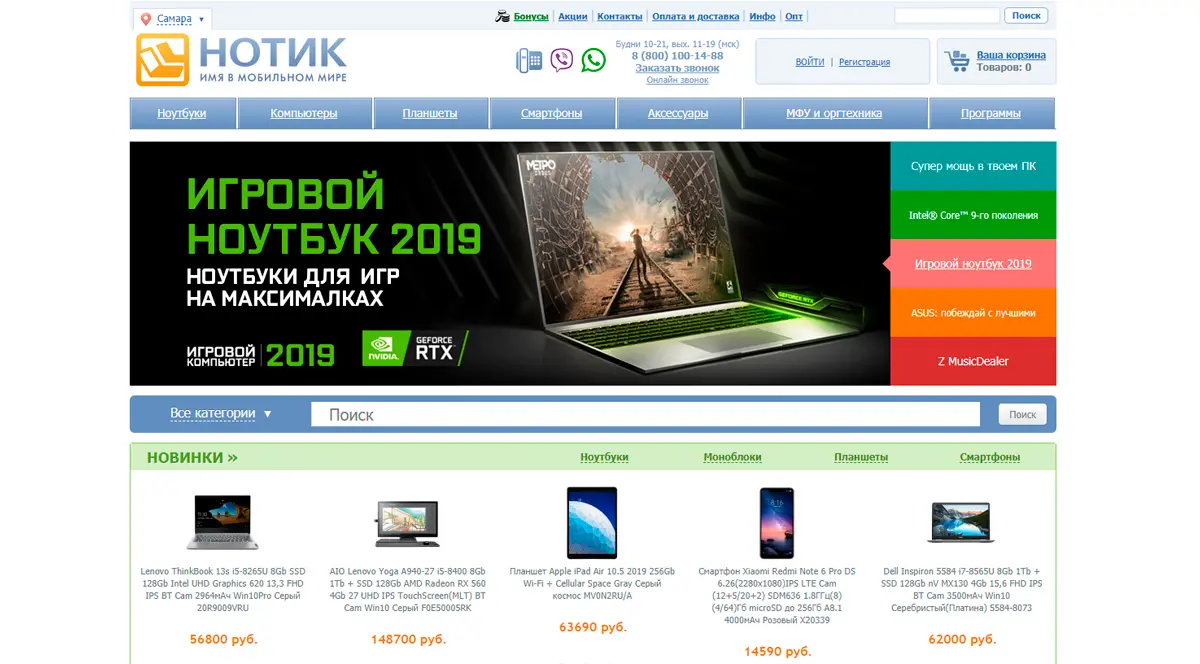 Самара ▼
Бонусы | Акции | Контакты | Оплата и доставка | Инфо | Опт |
Поиск
НОТИК
ИМЯ В МОБИЛЬНОМ МИРЕ
Будни 10-21, вых. 11-19 (мск)
8 (800) 100-14-88
Заказать звонок
Онлайн звонок
ВОЙТИ | Регистрация
Ваша корзина
Товаров: 0
Ноутбуки
Компьютеры
Планшеты
Смартфоны
Аксессуары
МФУ и оргтехника
Программы
ИГРОВОЙ
НОУТБУК 2019
НОУТБУКИ ДЛЯ ИГР
НА МАКСИМАЛКАХ
ИГРОВОЙ
КОМПЬЮТЕР
2019
NVIDIA.
GEFORCE
RTX
МЕТРО
GEFORCE RTX
Супер мощь в твоем ПК
Intel® Core™ 9-го поколения
Игровой ноутбук 2019
ASUS: побеждай с лучшими
Z MusicDealer
Все категории ▼
Поиск
Поиск
НОВИНКИ »
Ноутбуки
Моноблоки
Планшеты
Смартфоны
Lenovo ThinkBook 13s i5-8265U 8Gb SSD
128Gb Intel UHD Graphics 620 13,3 FHD
IPS BT Cam 2964мАч Win10Pro Серый
20R9009VRU
56800 руб.
AIO Lenovo Yoga A940-27 i5-8400 8Gb
1Tb + SSD 128Gb AMD Radeon RX 560
4Gb 27 UHD IPS TouchScreen(MLT) BT
Cam Win10 Серый F0E50005RK
148700 руб.
Планшет Apple iPad Air 10.5 2019 256Gb
Wi-Fi + Cellular Space Gray Серый
космос MV0N2RU/A
63690 руб.
Смартфон Xiaomi Redmi Note 6 Pro DS
6.26(2280x1080)IPS LTE Cam
(12+5/20+2) SDM636 1.8ГГц(8)
(4/64)Гб microSD до 256Гб A8.1
4000мАч Розовый X20339
14590 руб.
Dell Inspiron 5584 i7-8565U 8Gb 1Tb +
SSD 128Gb nV MX130 4Gb 15,6 FHD IPS
BT Cam 3500мАч Win10
Серебристый(Платина) 5584-8073
62000 руб.